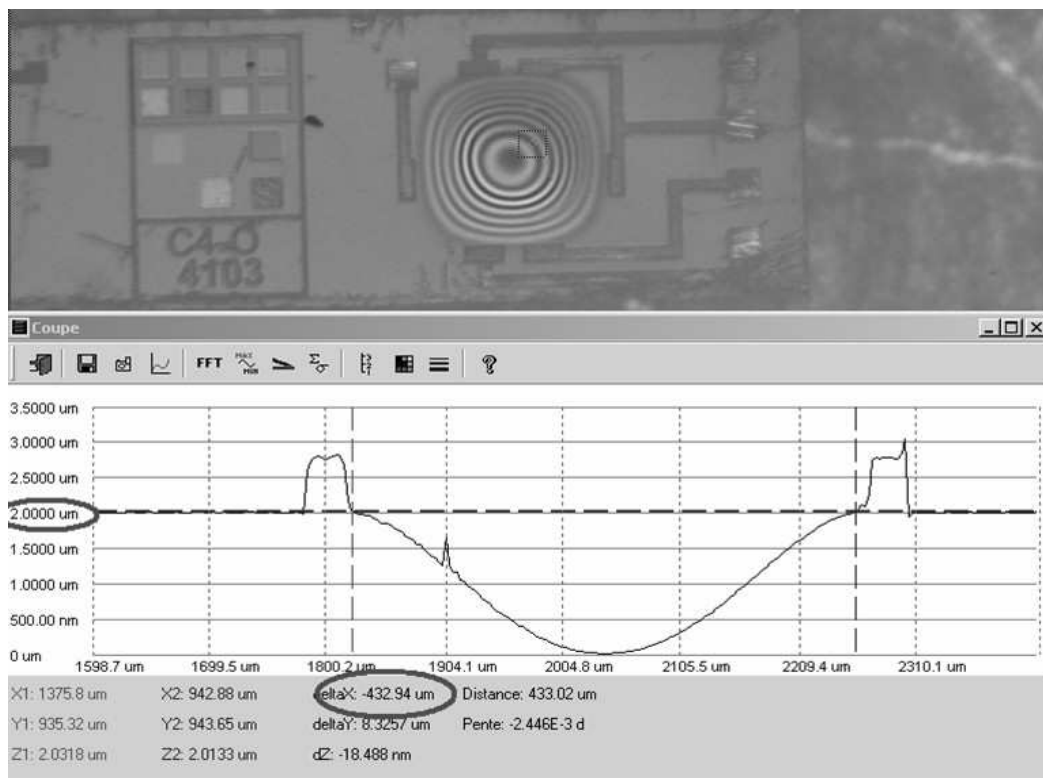 C4-O
4103
Coupe
FFT MAX MIN Σσ ?
3.5000 um
3.0000 um
2.5000 um
2.0000 um
1.5000 um
1.0000 um
500.00 nm
0 um
1598.7 um 1699.5 um 1800.2 um 1904.1 um 2004.8 um 2105.5 um 2209.4 um 2310.1 um
X1: 1375.8 um X2: 942.88 um deltaX: -432.94 um Distance: 433.02 um
Y1: 935.32 um Y2: 943.65 um deltaY: 8.3257 um Pente: -2.446E-3 d
Z1: 2.0318 um Z2: 2.0133 um dZ: -18.488 nm